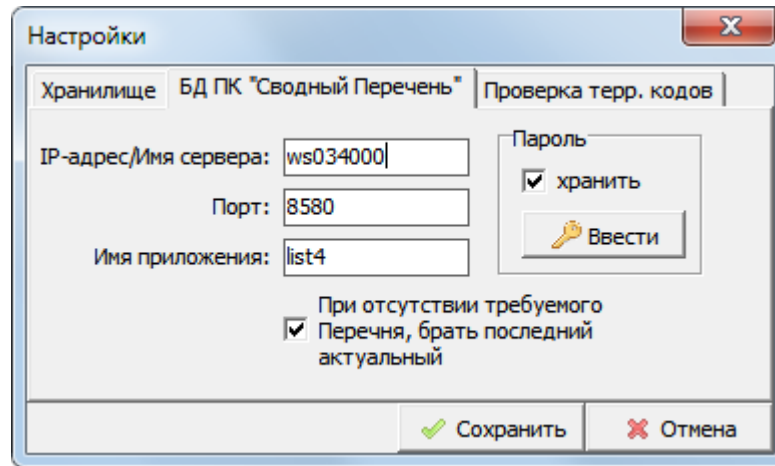 Настройки
Хранилище
БД ПК "Сводный Перечень"
Проверка терр. кодов
IP-адрес/Имя сервера:
ws034000
Порт:
8580
Имя приложения:
list4
Пароль
хранить
Ввести
При отсутствии требуемого
Перечня, брать последний
актуальный
Сохранить
Отмена